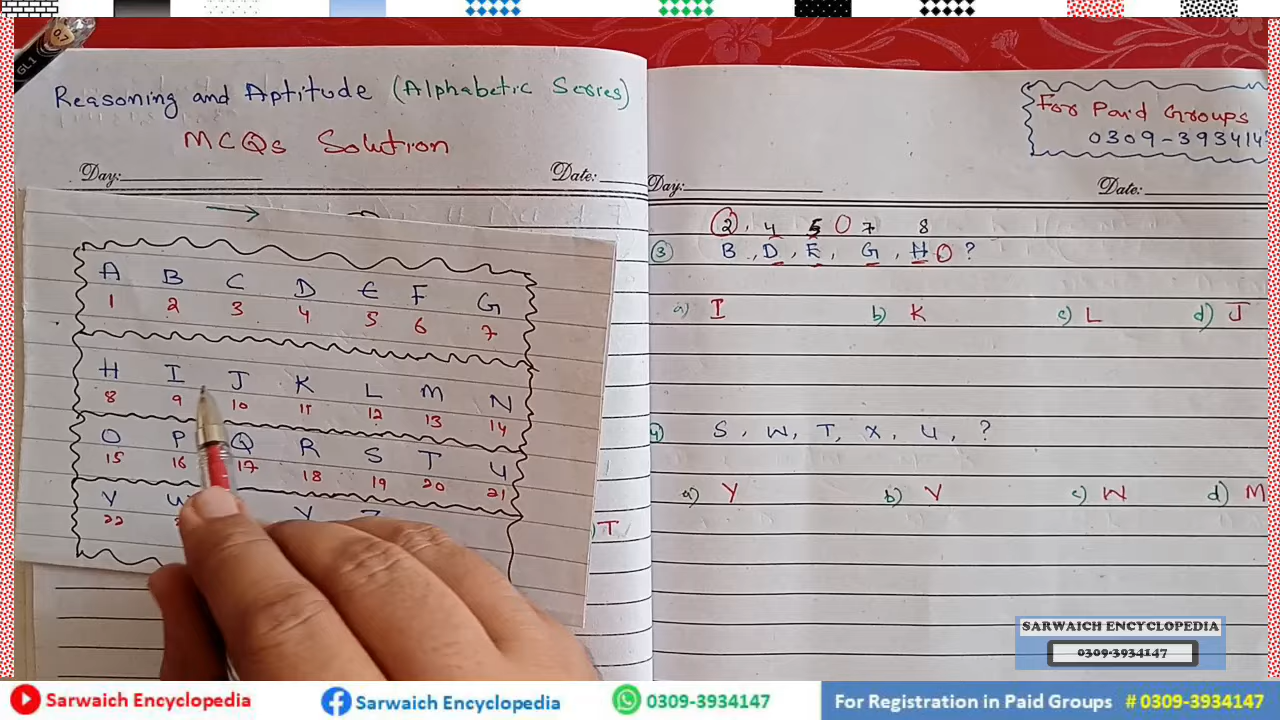 GL1 0.7
Reasoning and Aptitude (Alphabetic Series)
MCQs Solution
Day: Date:
A B C D E F G
1 2 3 4 5 6 7
H I J K L M N
8 9 10 11 12 13 14
O P Q R S T U
15 16 17 18 19 20 21
V W Y Z
22
T
For Paid Groups
0309-393414
Day: Date:
2, 4 5 7 8
3 B, D, E, G, H ?
a) I b) K c) L d) J
4 S, W, T, X, U, ?
a) Y b) V c) W d) M
SARWAICH ENCYCLOPEDIA
0309-3934147
Sarwaich Encyclopedia Sarwaich Encyclopedia 0309-3934147 For Registration in Paid Groups # 0309-3934147